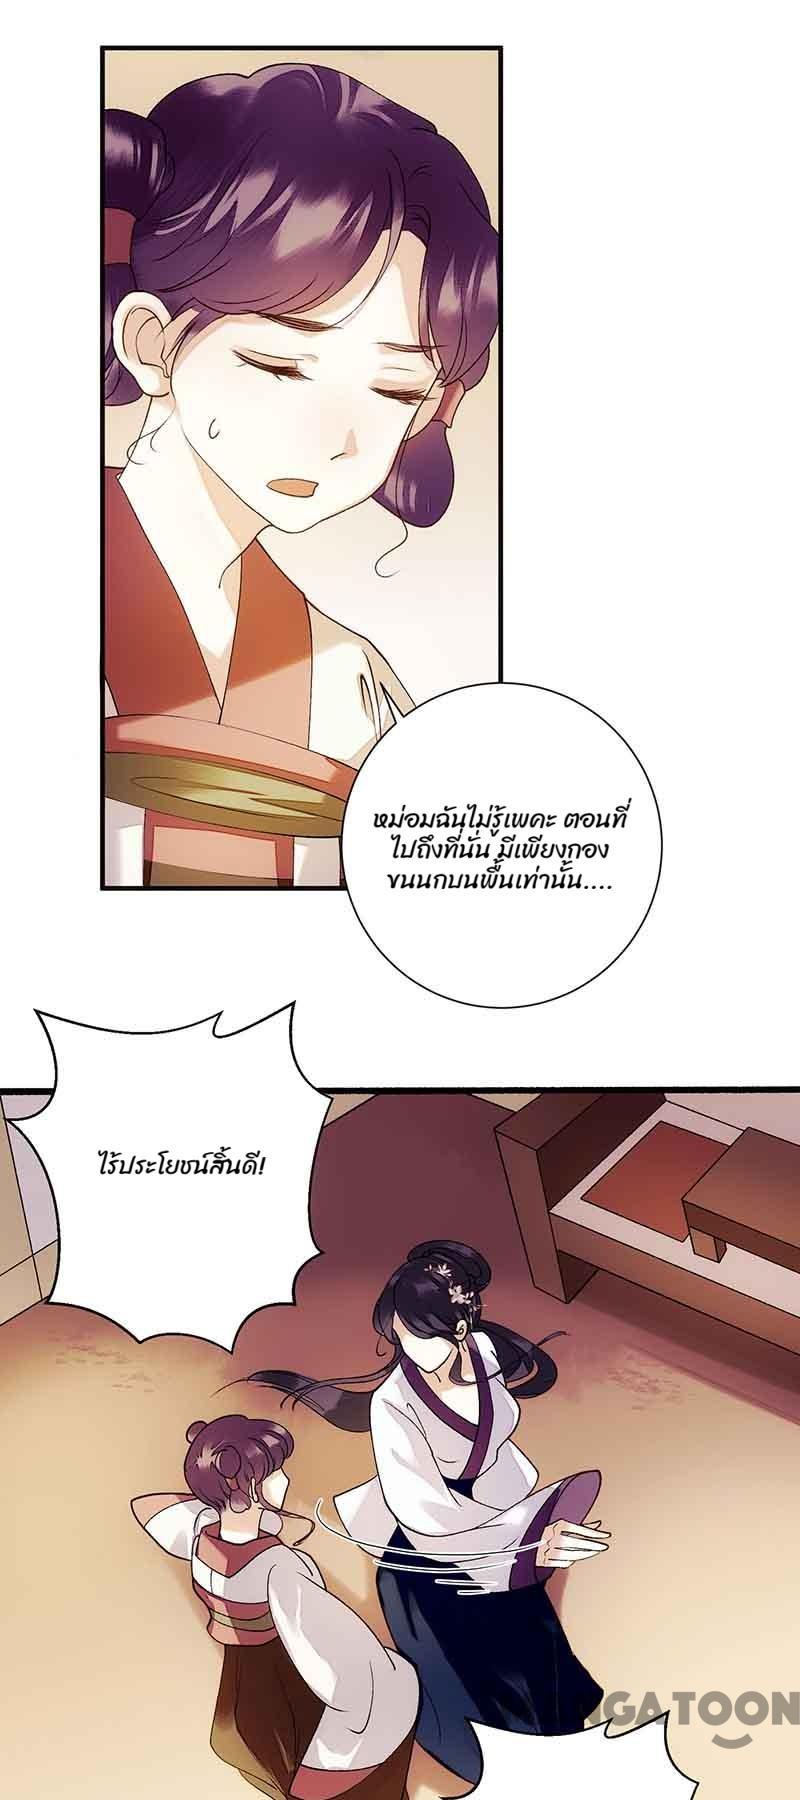 หม่อมฉันไม่รู้เพคะ ตอนที่
ไปถึงที่นั่น มีเพียงกอง
ขนนกบนพื้นเท่านั้น....
ไร้ประโยชน์สิ้นดี!
NGATOON